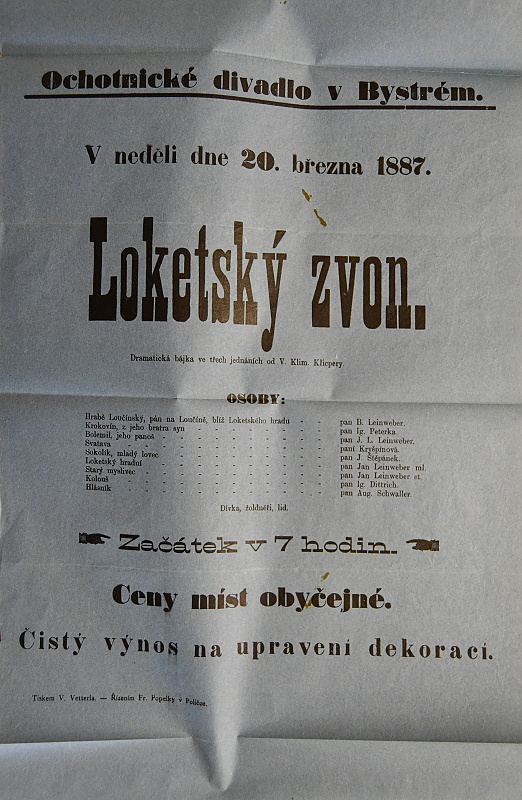 Ochotnické divadlo v Bystrém.
V neděli dne 20. března 1887.
Loketský zvon.
Dramatická bájka ve třech jednáních od V. Klim. Klicpery.
OSOBY:
Hrabě Loučínský, pán na Loučíně, blíž Loketského hradu - - pan B. Leinweber.
Krokovín, z jeho bratra syn - - - - - - - - pan Ig. Peterka.
Bolemil, jeho panoš - - - - - - - - - pan J. L. Leinweber.
Svatava - - - - - - - - - - paní Kryšpínová.
Sokolík, mladý lovec - - - - - - - - - pan J. Štěpánek.
Loketský hradní - - - - - - - - - pan Jan Leinweber ml.
Starý myslivec - - - - - - - - - pan Jan Leinweber st.
Kolouš - - - - - - - - - - pan Ig. Dittrich.
Hlásník - - - - - - - - - - pan Aug. Schwaller.
Dívka, žoldnéři, lid.
Začátek v 7 hodin.
Ceny míst obyčejné.
Čistý výnos na upravení dekorací.
Tiskem V. Vetterla. — Řízením Fr. Popelky v Poličce.